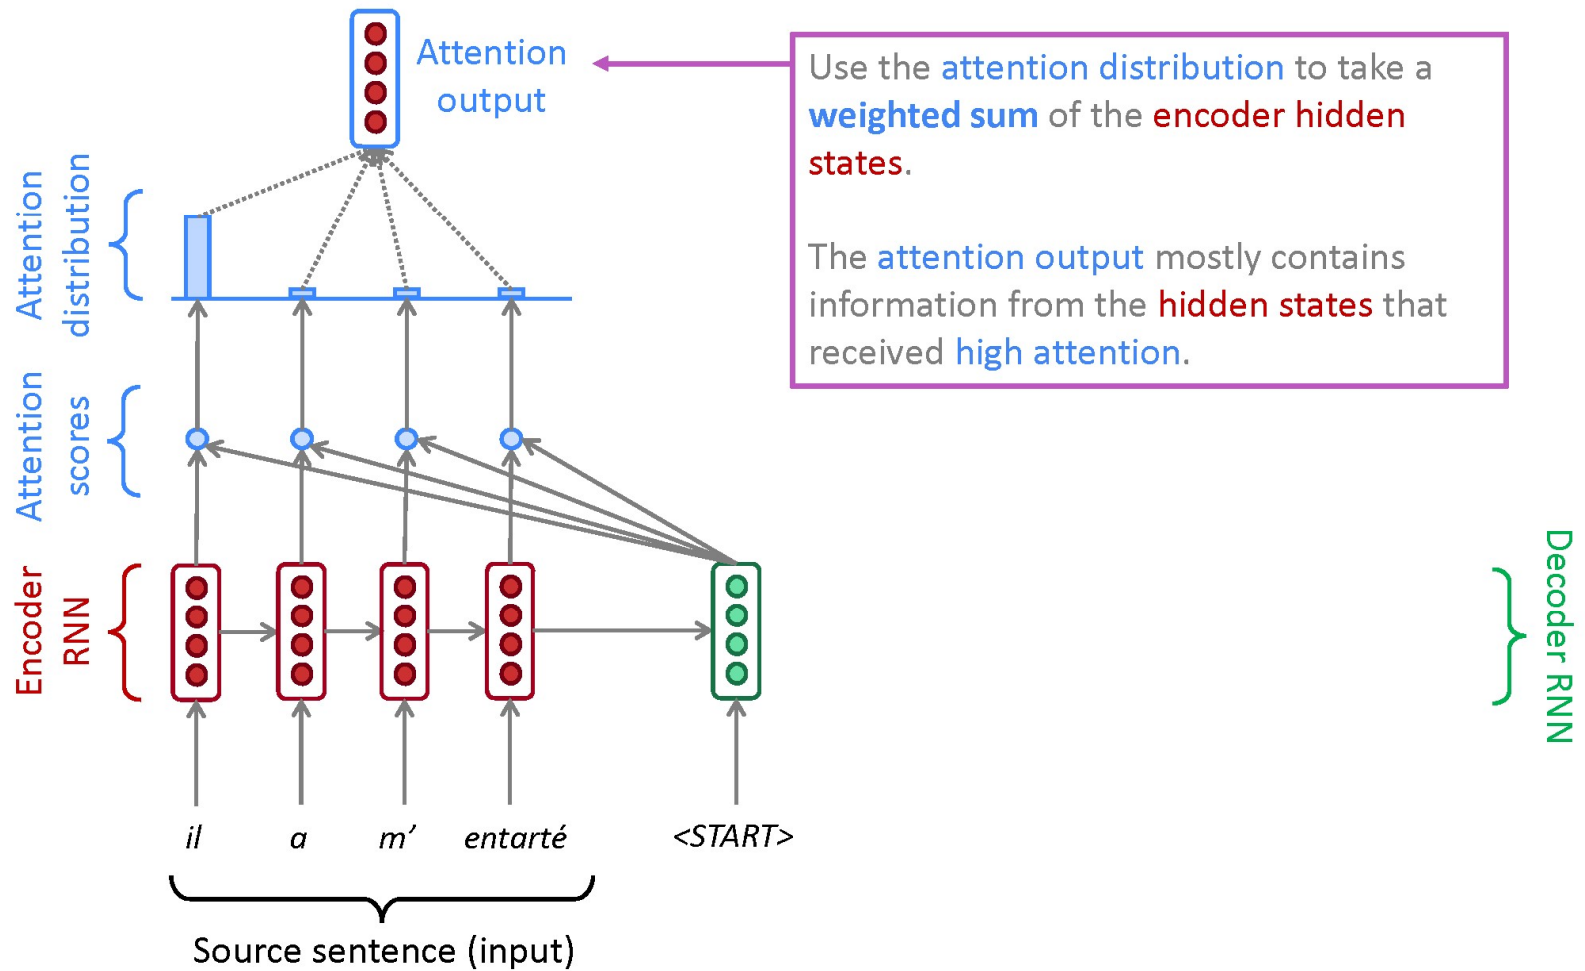 Attention
output
Use the attention distribution to take a
weighted sum of the encoder hidden
states.
The attention output mostly contains
information from the hidden states that
received high attention.
Attention
distribution
Attention
scores
Encoder
RNN
Decoder RNN
il a m’ entarté <START>
Source sentence (input)